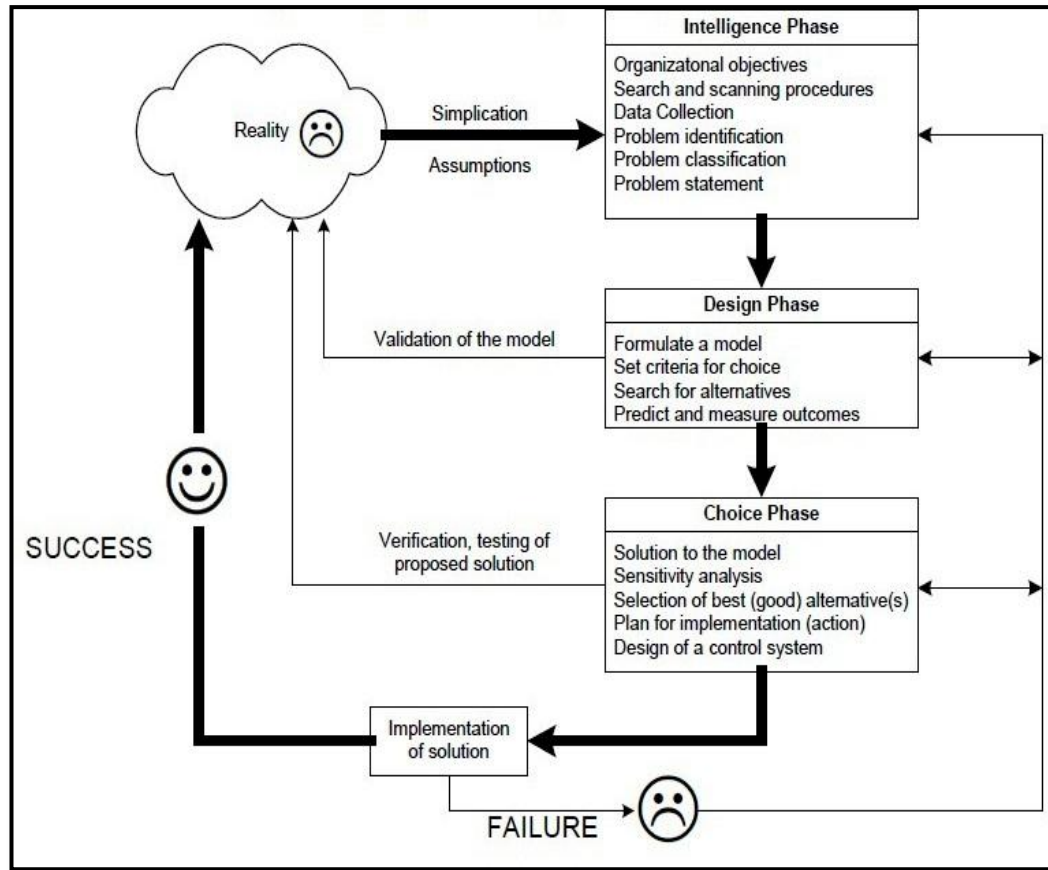 Intelligence Phase
Organizatonal objectives
Search and scanning procedures
Data Collection
Problem identification
Problem classification
Problem statement
Reality
Simplication
Assumptions
Design Phase
Formulate a model
Set criteria for choice
Search for alternatives
Predict and measure outcomes
Validation of the model
Choice Phase
Solution to the model
Sensitivity analysis
Selection of best (good) alternative(s)
Plan for implementation (action)
Design of a control system
Verification, testing of
proposed solution
SUCCESS
Implementation
of solution
FAILURE